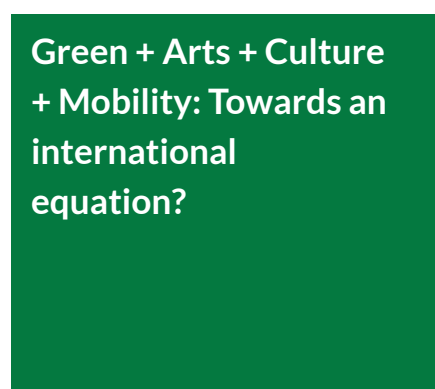 Green + Arts + Culture
+ Mobility: Towards an
international
equation?